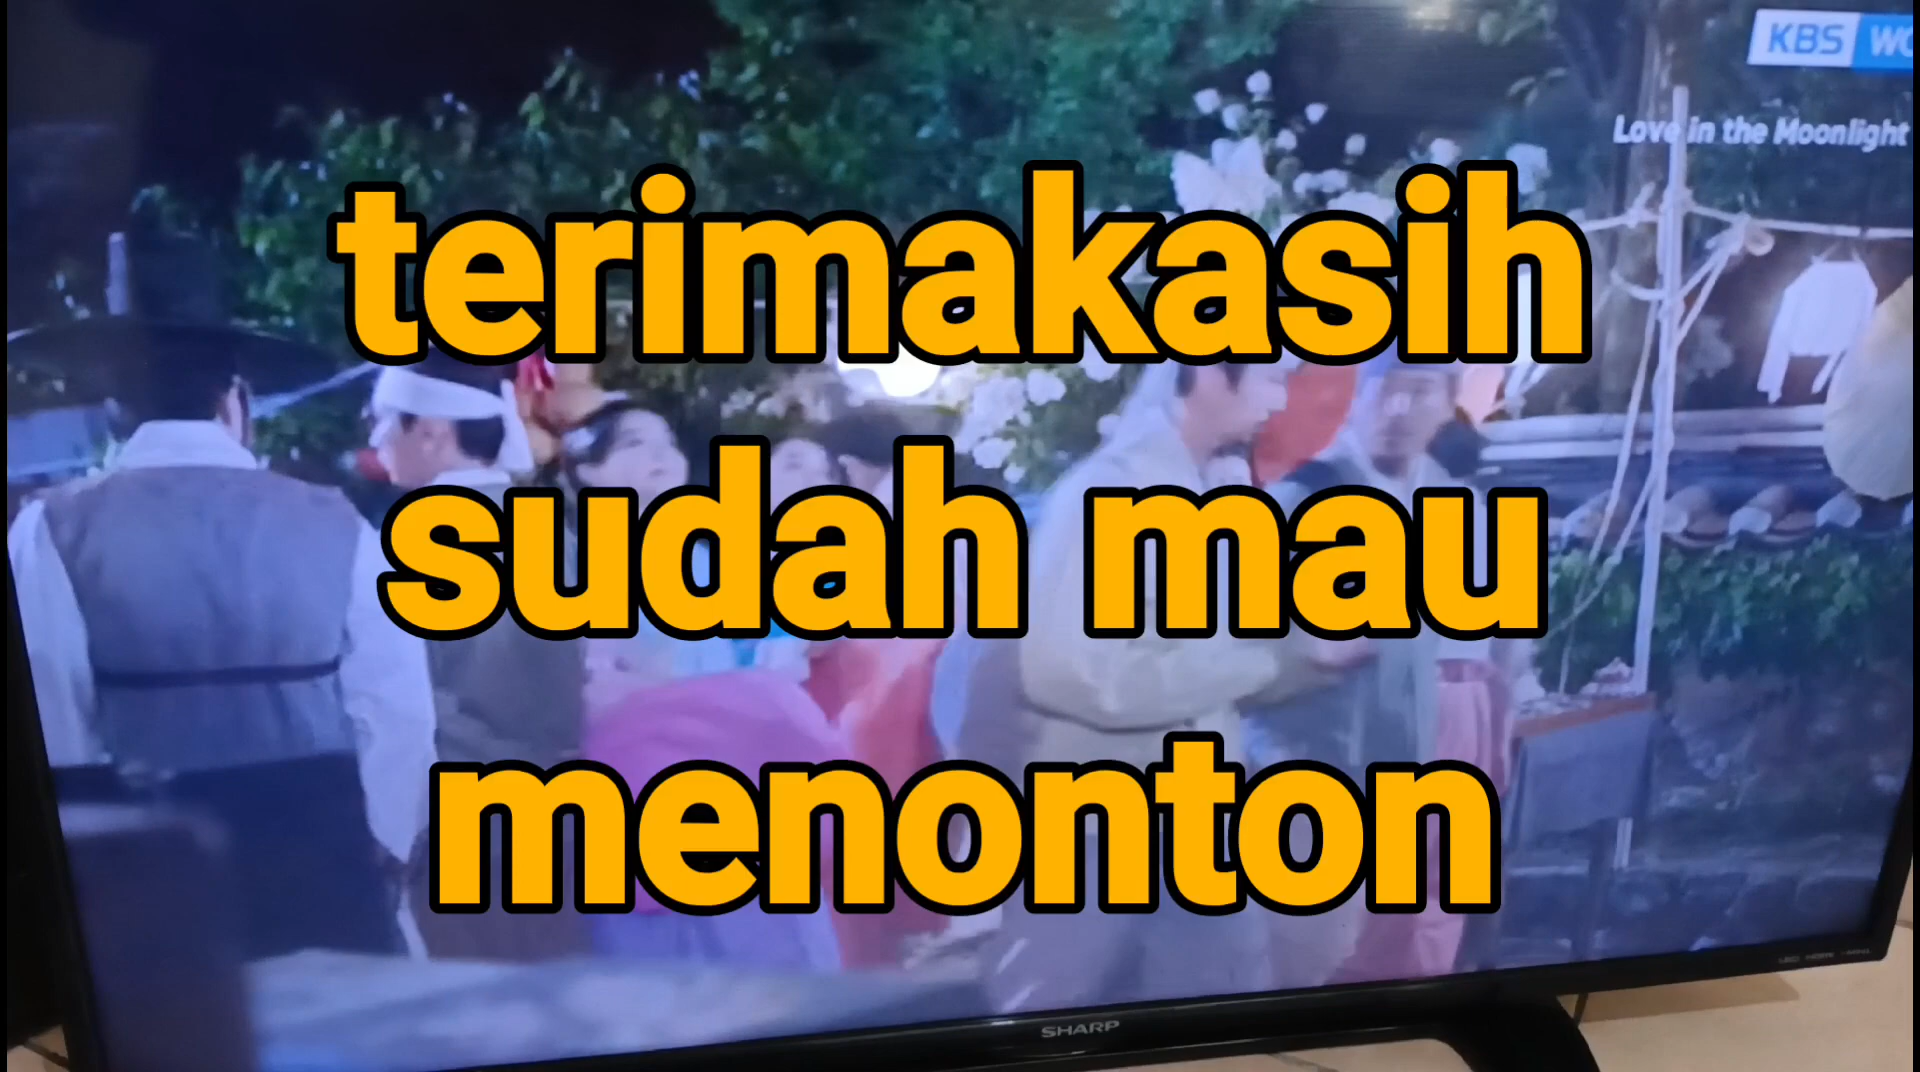 KBS WO
Love in the Moonlight
terimakasih
sudah mau
menonton
SHARP